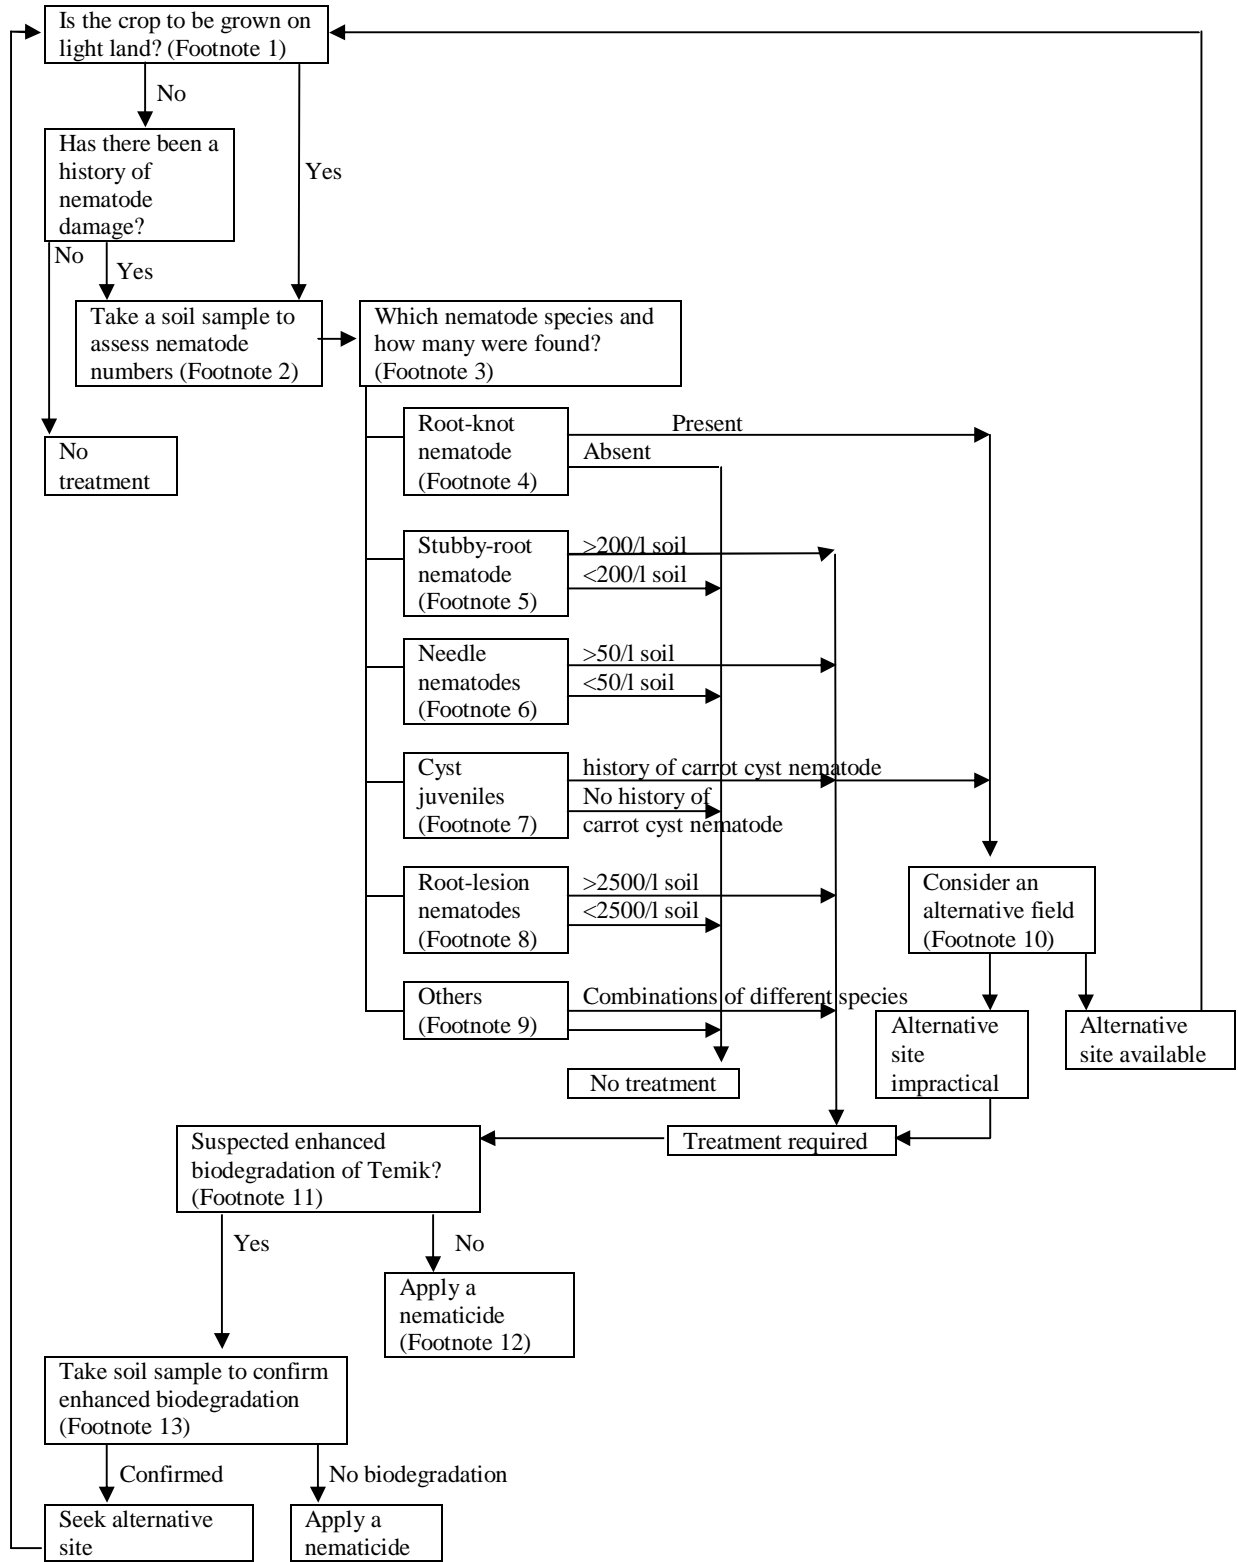 Is the crop to be grown on
light land? (Footnote 1)
No
Yes
Has there been a
history of
nematode
damage?
No
Yes
Take a soil sample to
assess nematode
numbers (Footnote 2)
Which nematode species and
how many were found?
(Footnote 3)
No
treatment
Root-knot
nematode
(Footnote 4)
Present
Absent
Stubby-root
nematode
(Footnote 5)
>200/l soil
<200/l soil
Needle
nematodes
(Footnote 6)
>50/l soil
<50/l soil
Cyst
juveniles
(Footnote 7)
history of carrot cyst nematode
No history of
carrot cyst nematode
Root-lesion
nematodes
(Footnote 8)
>2500/l soil
<2500/l soil
Consider an
alternative field
(Footnote 10)
Others
(Footnote 9)
Combinations of different species
Alternative
site
impractical
Alternative
site available
No treatment
Treatment required
Suspected enhanced
biodegradation of Temik?
(Footnote 11)
Yes
No
Apply a
nematicide
(Footnote 12)
Take soil sample to confirm
enhanced biodegradation
(Footnote 13)
Confirmed
No biodegradation
Seek alternative
site
Apply a
nematicide